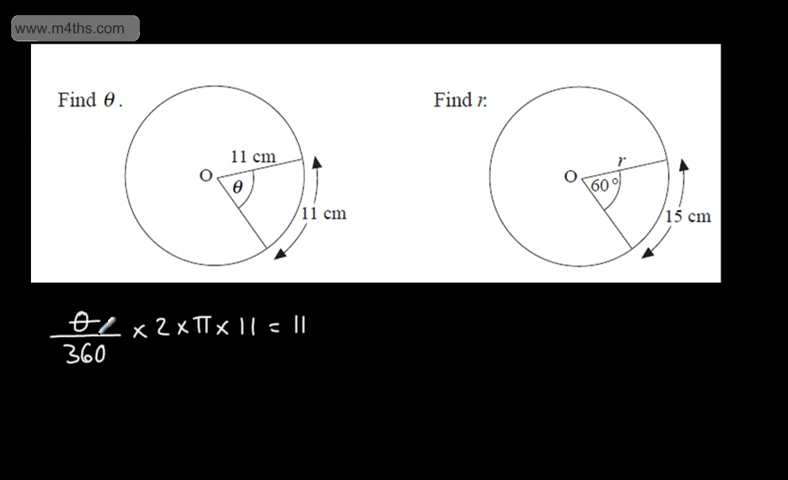 www.m4ths.com
Find θ.
11 cm
O
θ
11 cm
Find r.
r
O
60°
15 cm
θ/360 × 2 × π × 11 = 11